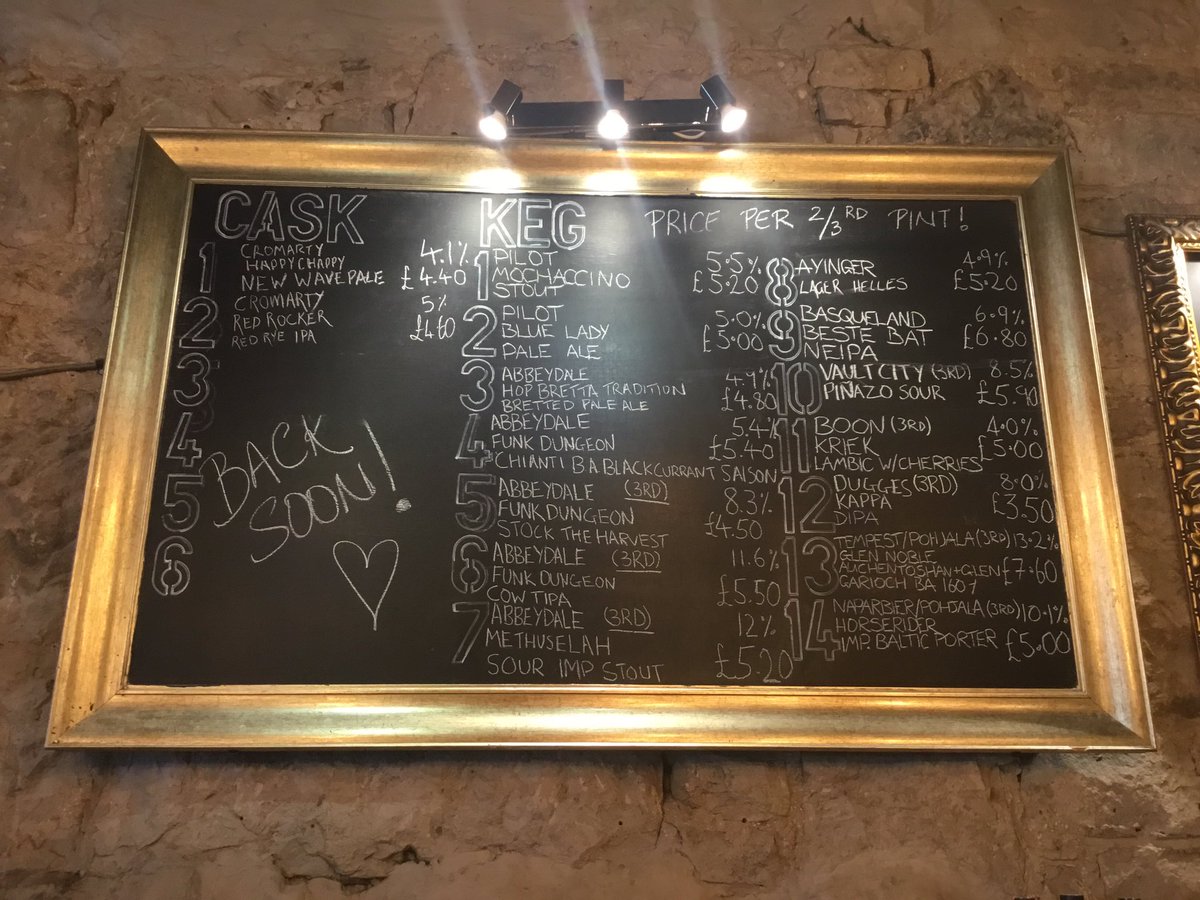 CASK
1 CROMARTY 4.1%
HAPPY CHAPPY
NEW WAVE PALE £4.40
2 CROMARTY 5%
RED ROCKER
RED RYE IPA £4.60
3
4
5
6
BACK
SOON!
KEG PRICE PER 2/3RD PINT!
1 PILOT 5.5%
MOCHACCINO £5.20
STOUT
2 PILOT 5.0%
BLUE LADY £5.00
PALE ALE
3 ABBEYDALE 4.9%
HOP BRETTA TRADITION £4.80
BRETTED PALE ALE
4 ABBEYDALE 5.4%
FUNK DUNGEON £5.40
CHIANTI B A BLACKCURRANT SAISON
5 ABBEYDALE (3RD) 8.3%
FUNK DUNGEON £4.50
STOCK THE HARVEST
6 ABBEYDALE (3RD) 11.6%
FUNK DUNGEON £5.50
COW TIPA
7 ABBEYDALE (3RD) 12%
METHUSELAH
SOUR IMP STOUT £5.20
8 AYINGER 4.9%
LAGER HELLES £5.20
9 BASQUELAND 6.9%
BESTE BAT £6.80
NEIPA
10 VAULT CITY (3RD) 8.5%
PIÑAZO SOUR £5.90
11 BOON (3RD) 4.0%
KRIEK £5.00
LAMBIC W/CHERRIES
12 DUGGES (3RD) 8.0%
KAPPA £3.50
DIPA
13 TEMPEST/POHJALA (3RD) 13.2%
GLEN NOBLE
AUCHENTOSHAN+GLEN £7.60
GARIOCH BA 160/-
14 NAPARBIER/POHJALA (3RD) 10.1%
HORSERIDER
IMP. BALTIC PORTER £5.00